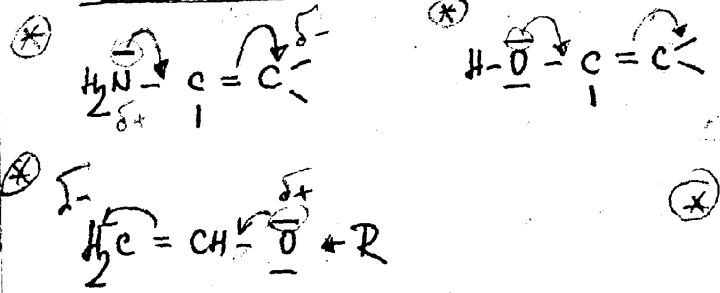 * H₂N - C = C δ- * H - O - C = C
δ+
* δ- δ+ *
H₂C = CH - O ← R